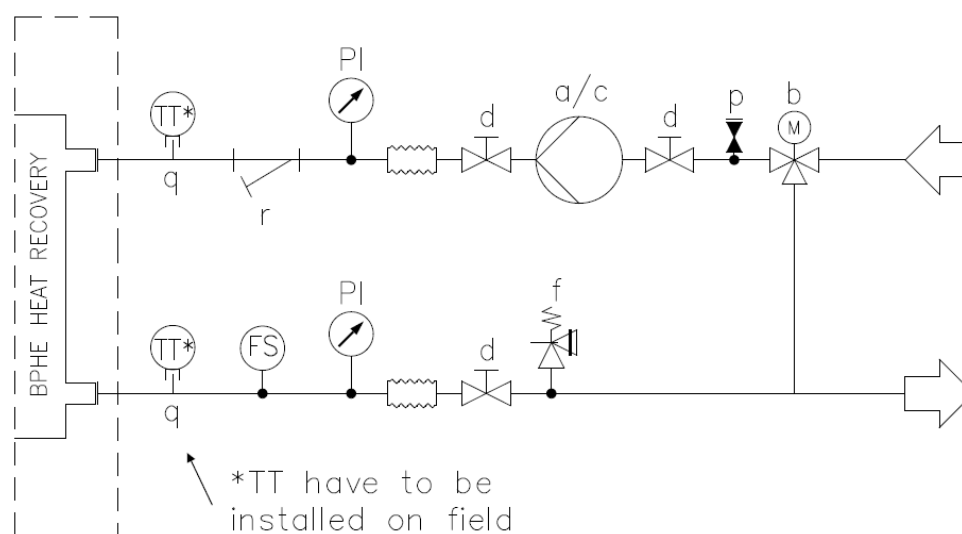 PI
a/c
TT*
d
d
p
b
M
q
r
BPHE HEAT RECOVERY
PI
f
TT*
FS
d
q
*TT have to be
installed on field